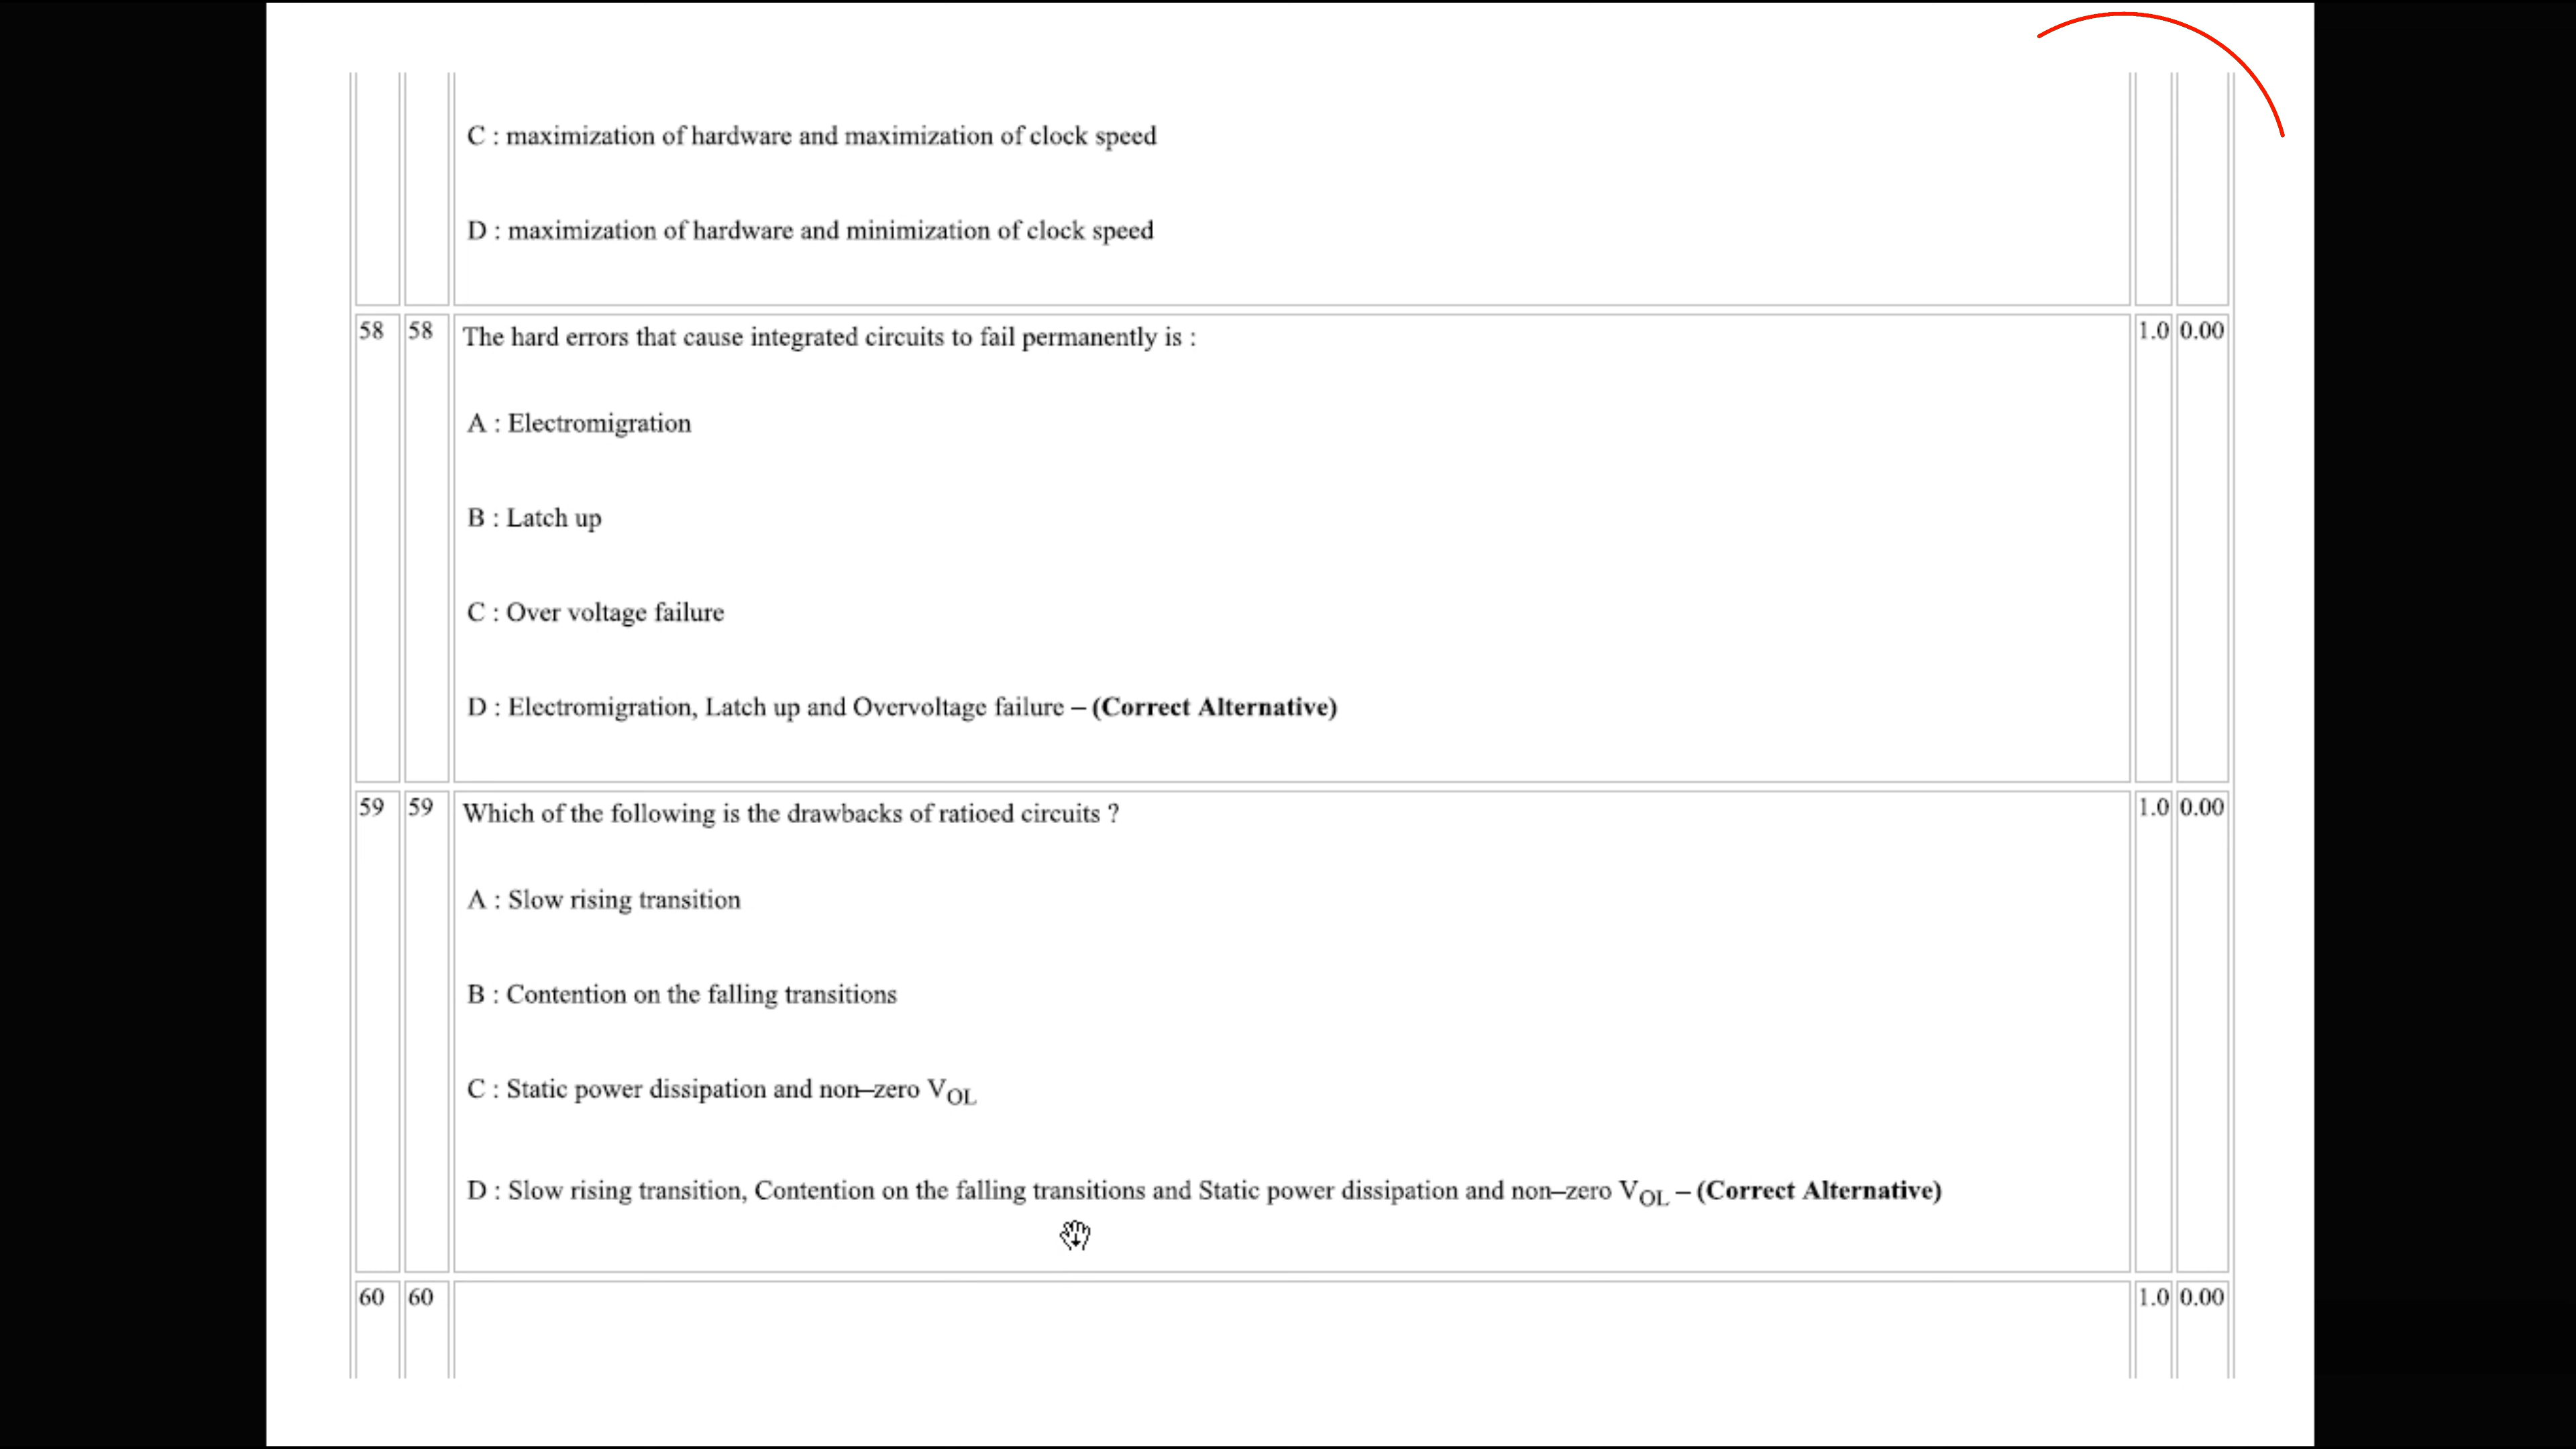 C : maximization of hardware and maximization of clock speed
D : maximization of hardware and minimization of clock speed
58 58 The hard errors that cause integrated circuits to fail permanently is : 1.0 0.00
A : Electromigration
B : Latch up
C : Over voltage failure
D : Electromigration, Latch up and Overvoltage failure – (Correct Alternative)
59 59 Which of the following is the drawbacks of ratioed circuits ? 1.0 0.00
A : Slow rising transition
B : Contention on the falling transitions
C : Static power dissipation and non–zero VOL
D : Slow rising transition, Contention on the falling transitions and Static power dissipation and non–zero VOL – (Correct Alternative)
60 60 1.0 0.00